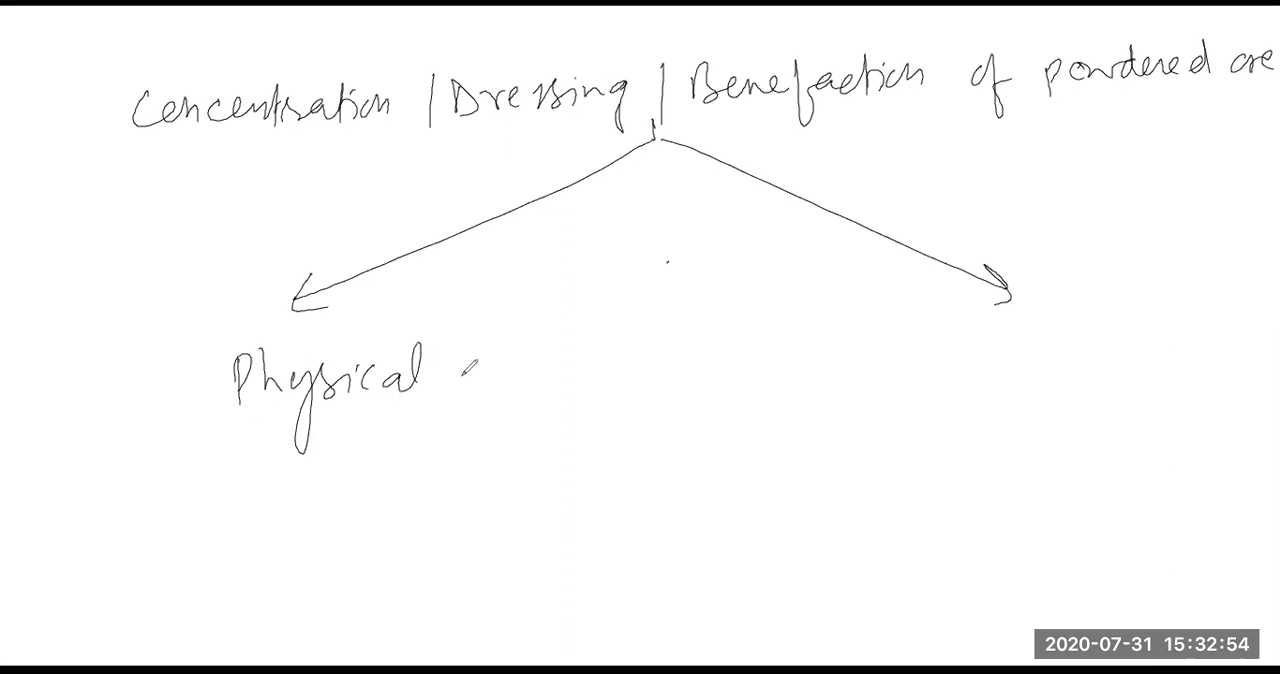 Concentration | Dressing | Benefaction of powdered ore
Physical
2020-07-31 15:32:54